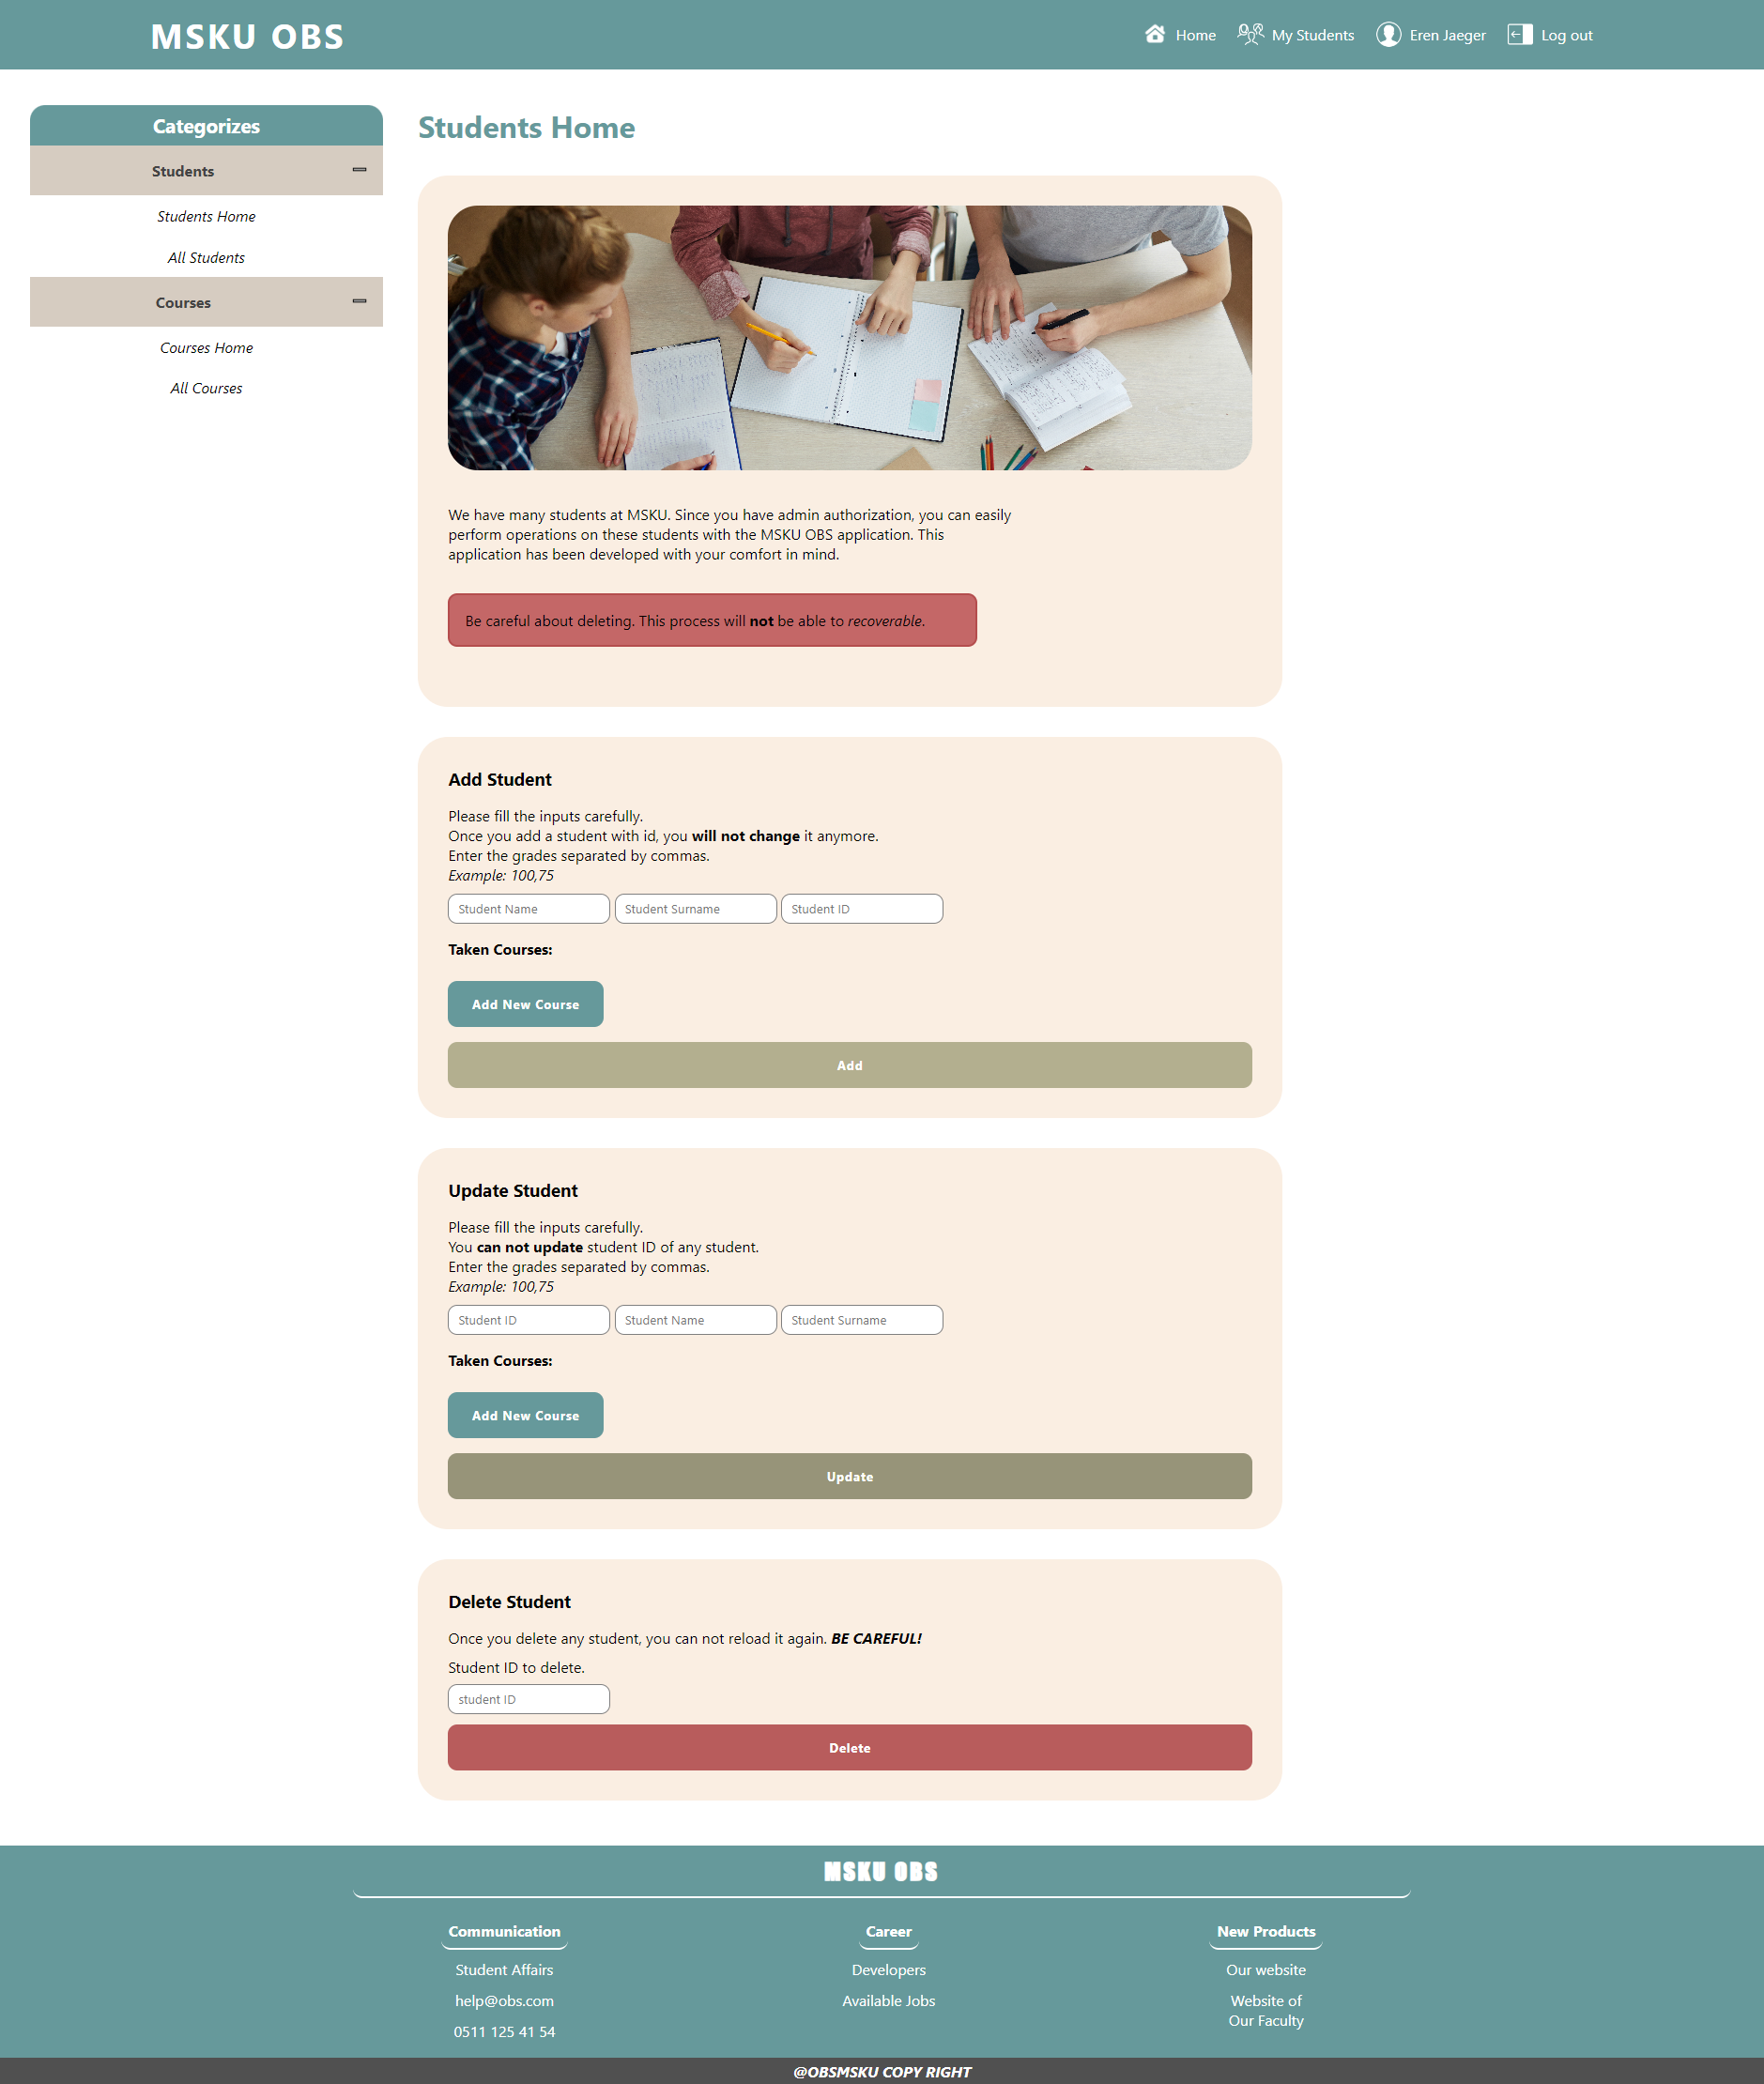 MSKU OBS
Home
My Students
Eren Jaeger
Log out
Categorizes
Students
Students Home
All Students
Courses
Courses Home
All Courses
Students Home
We have many students at MSKU. Since you have admin authorization, you can easily
perform operations on these students with the MSKU OBS application. This
application has been developed with your comfort in mind.
Be careful about deleting. This process will not be able to recoverable.
Add Student
Please fill the inputs carefully.
Once you add a student with id, you will not change it anymore.
Enter the grades separated by commas.
Example: 100,75
Student Name
Student Surname
Student ID
Taken Courses:
Add New Course
Add
Update Student
Please fill the inputs carefully.
You can not update student ID of any student.
Enter the grades separated by commas.
Example: 100,75
Student ID
Student Name
Student Surname
Taken Courses:
Add New Course
Update
Delete Student
Once you delete any student, you can not reload it again. BE CAREFUL!
Student ID to delete.
student ID
Delete
MSKU OBS
Communication
Student Affairs
help@obs.com
0511 125 41 54
Career
Developers
Available Jobs
New Products
Our website
Website of
Our Faculty
@OBSMSKU COPY RIGHT